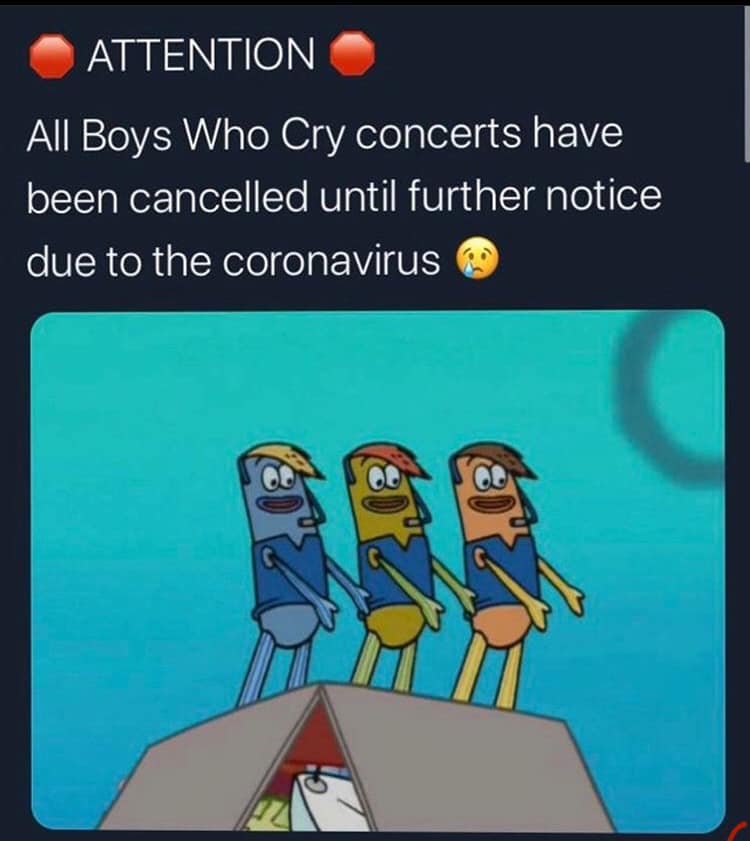 🛑 ATTENTION 🛑
All Boys Who Cry concerts have
been cancelled until further notice
due to the coronavirus 😢